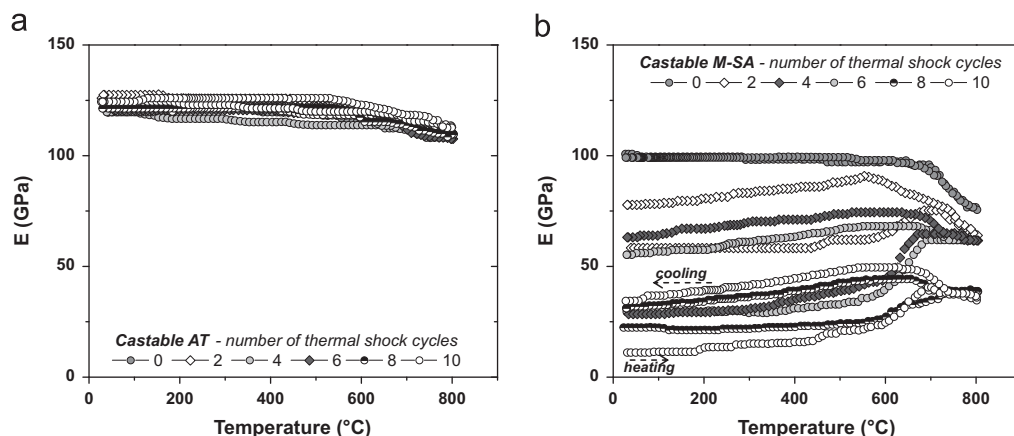 a
150
100
50
0
E (GPa)
Castable AT - number of thermal shock cycles
0 2 4 6 8 10
0 200 400 600 800
Temperature (°C)
b
150
100
50
0
E (GPa)
Castable M-SA - number of thermal shock cycles
0 2 4 6 8 10
cooling
heating
0 200 400 600 800
Temperature (°C)